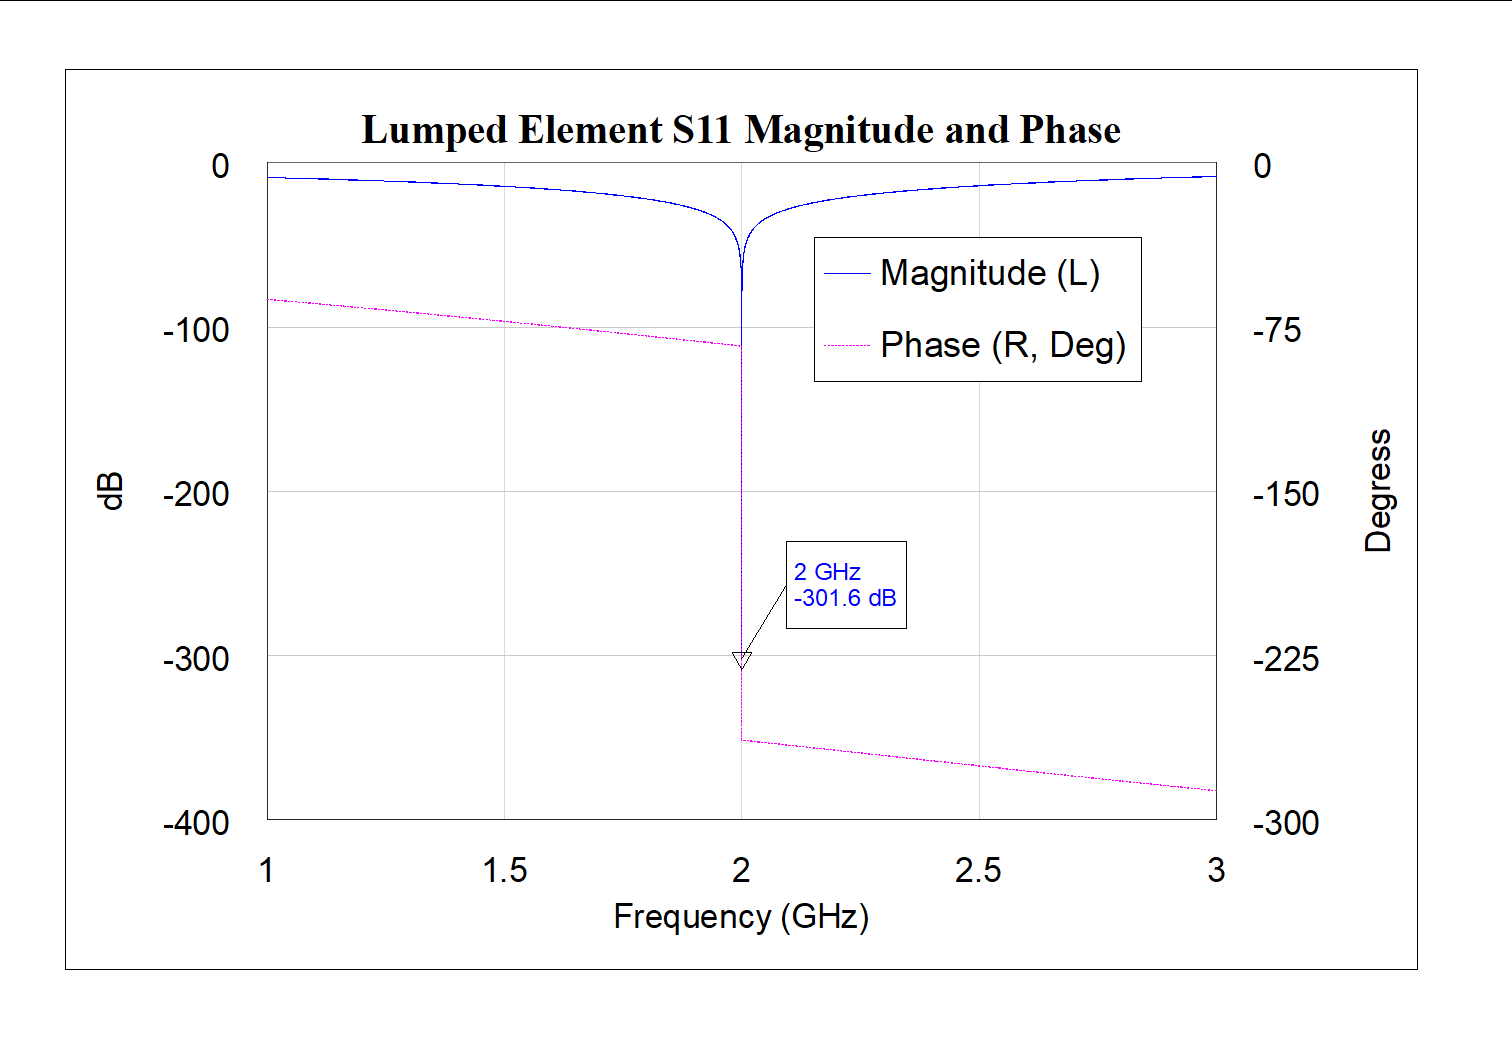 Lumped Element S11 Magnitude and Phase
0
-100
-200
-300
-400
dB
0
-75
-150
-225
-300
Degress
Magnitude (L)
Phase (R, Deg)
2 GHz
-301.6 dB
1 1.5 2 2.5 3
Frequency (GHz)